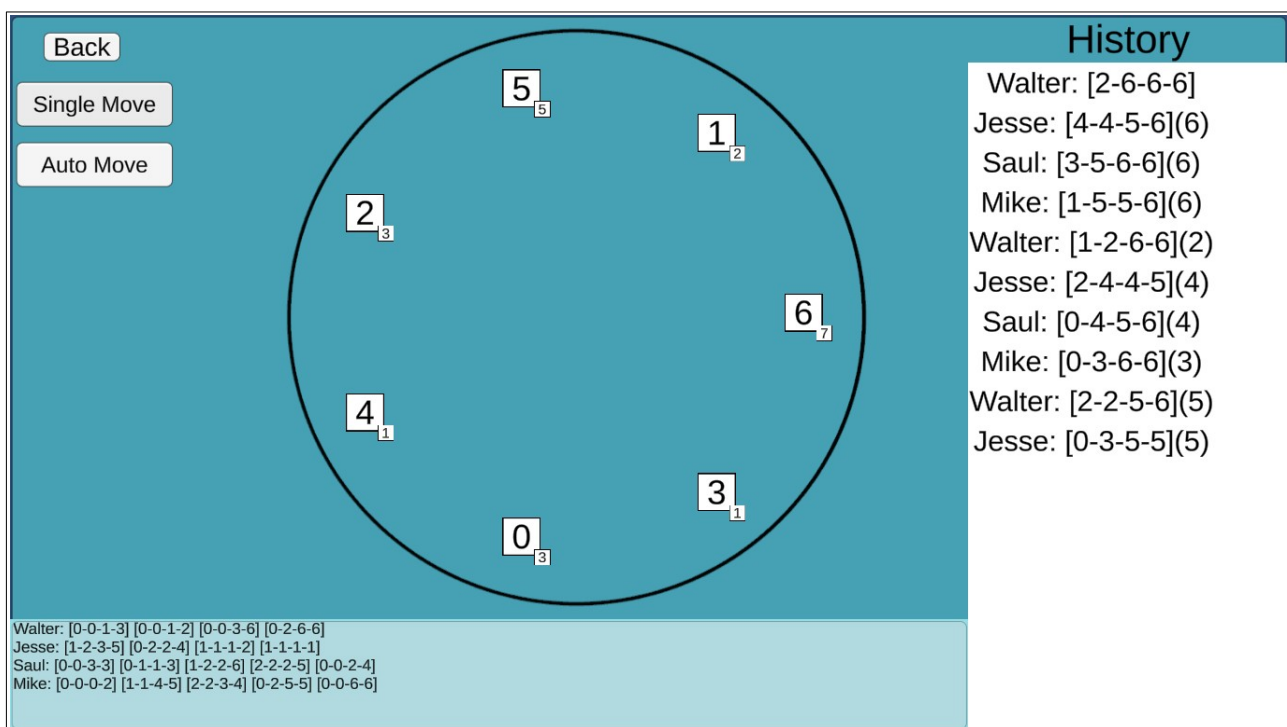 Back
Single Move
Auto Move
5
5
1
2
2
3
6
7
4
1
3
1
0
3
History
Walter: [2-6-6-6]
Jesse: [4-4-5-6](6)
Saul: [3-5-6-6](6)
Mike: [1-5-5-6](6)
Walter: [1-2-6-6](2)
Jesse: [2-4-4-5](4)
Saul: [0-4-5-6](4)
Mike: [0-3-6-6](3)
Walter: [2-2-5-6](5)
Jesse: [0-3-5-5](5)
Walter: [0-0-1-3] [0-0-1-2] [0-0-3-6] [0-2-6-6]
Jesse: [1-2-3-5] [0-2-2-4] [1-1-1-2] [1-1-1-1]
Saul: [0-0-3-3] [0-1-1-3] [1-2-2-6] [2-2-2-5] [0-0-2-4]
Mike: [0-0-0-2] [1-1-4-5] [2-2-3-4] [0-2-5-5] [0-0-6-6]